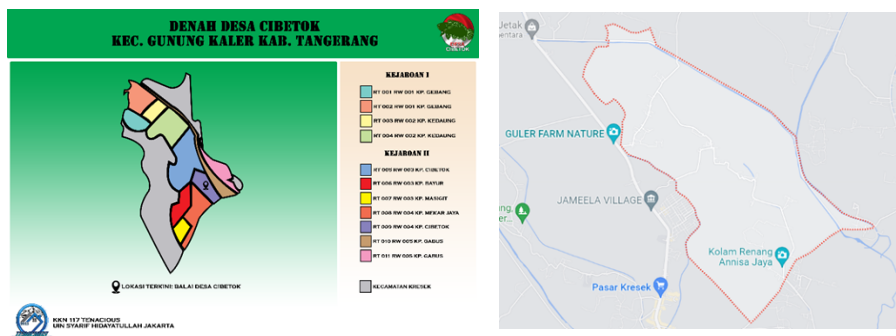 DENAH DESA CIBETOK
KEC. GUNUNG KALER KAB. TANGERANG
CIBETOK
KEJAROAN I
RT 001 RW 001 KP. GEBANG
RT 002 RW 001 KP. GEBANG
RT 003 RW 002 KP. KEDAUNG
RT 004 RW 002 KP. KEDAUNG
KEJAROAN II
RT 005 RW 003 KP. CIBETOK
RT 006 RW 003 KP. BAYUR
RT 007 RW 003 KP. MASIGIT
RT 008 RW 004 KP. MEKAR JAYA
RT 009 RW 004 KP. CIBETOK
RT 010 RW 005 KP. GABUS
RT 011 RW 005 KP. GABUS
KECAMATAN KRESEK
LOKASI TERKINI: BALAI DESA CIBETOK
KKN 117 TENACIOUS
UIN SYARIF HIDAYATULLAH JAKARTA
Jetak
GULER FARM NATURE
JAMEELA VILLAGE
Kolam Renang
Annisa Jaya
Pasar Kresek